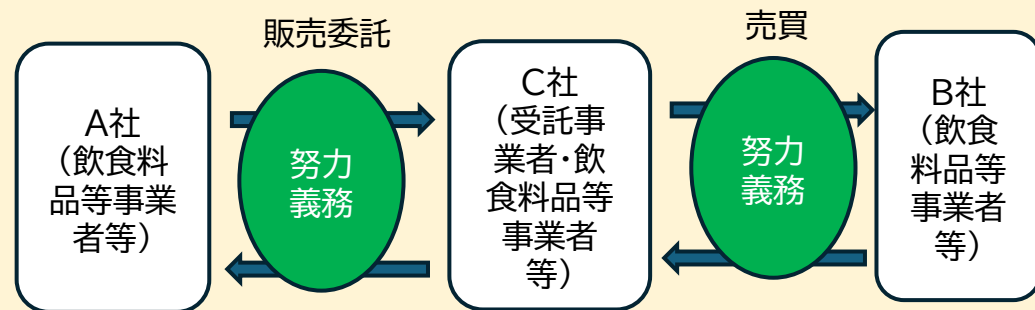 販売委託
売買
A社
（飲食料
品等事業
者等）
努力
義務
C社
（受託事
業者・飲
食料品等
事業者
等）
努力
義務
B社
（飲食
料品等
事業者
等）